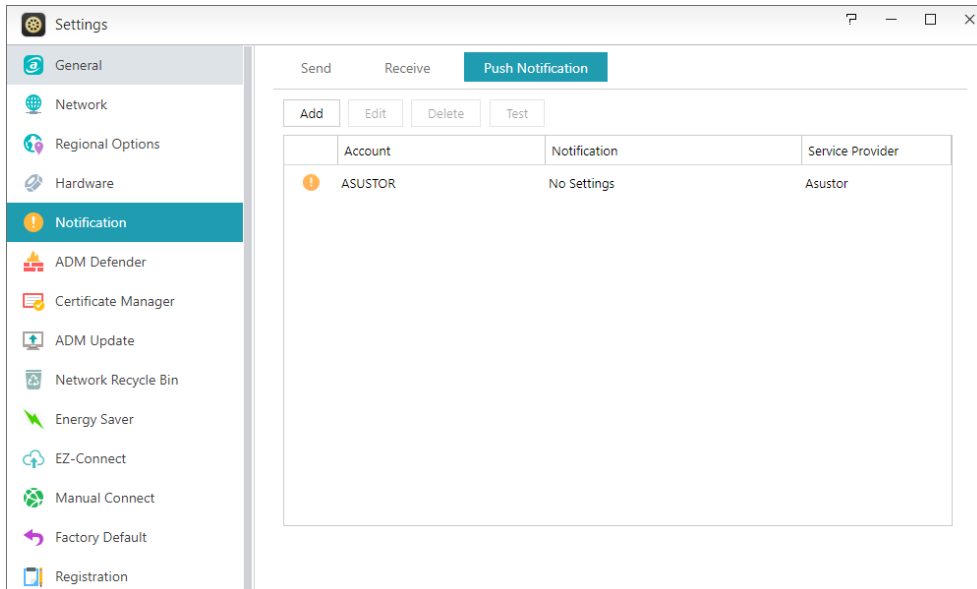 Settings
General
Network
Regional Options
Hardware
Notification
ADM Defender
Certificate Manager
ADM Update
Network Recycle Bin
Energy Saver
EZ-Connect
Manual Connect
Factory Default
Registration
Send Receive Push Notification
Add Edit Delete Test
Account Notification Service Provider
ASUSTOR No Settings Asustor